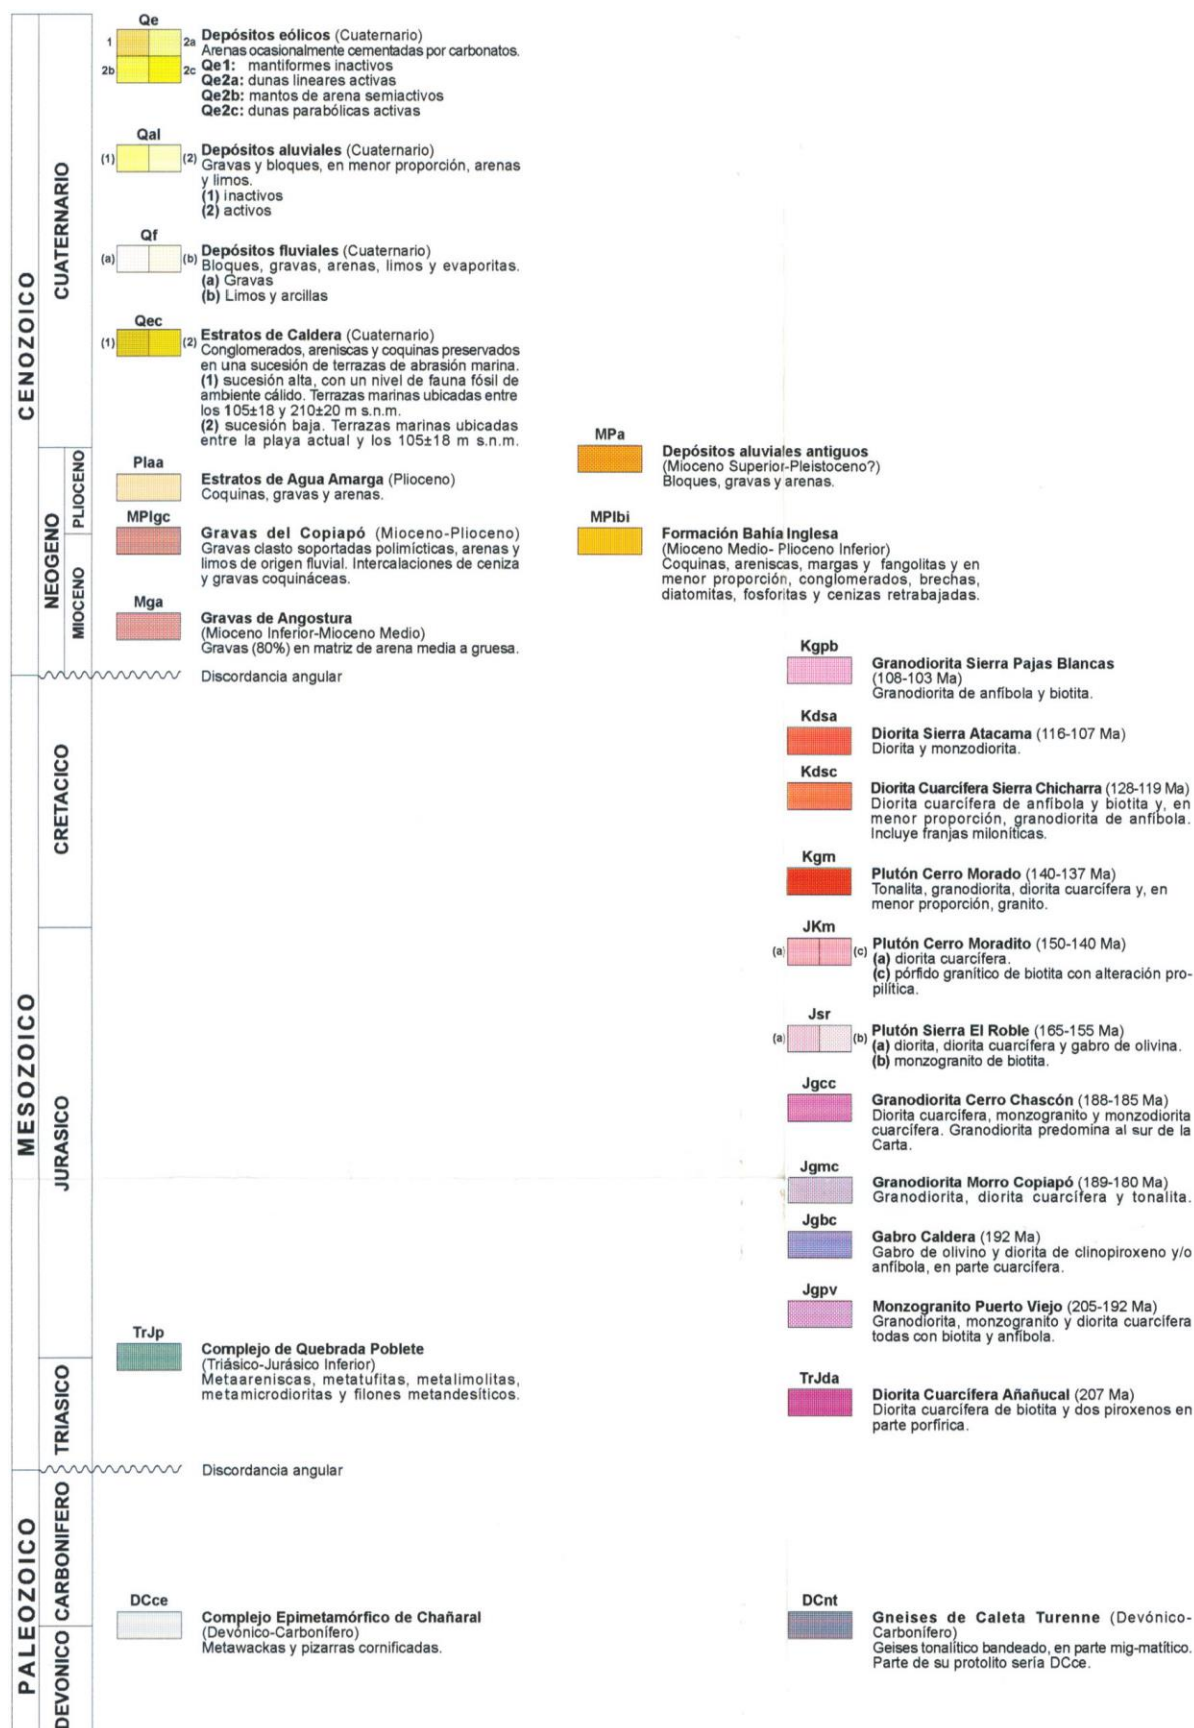 CENOZOICO
CUATERNARIO
NEOGENO
PLIOCENO
MIOCENO
MESOZOICO
CRETACICO
JURASICO
TRIASICO
PALEOZOICO
CARBONIFERO
DEVONICO
Qe
1
2a
2b
2c
Depósitos eólicos (Cuaternario)
Arenas ocasionalmente cementadas por carbonatos.
Qe1: mantiformes inactivos
Qe2a: dunas lineares activas
Qe2b: mantos de arena semiactivos
Qe2c: dunas parabólicas activas
Qal
(1)
(2)
Depósitos aluviales (Cuaternario)
Gravas y bloques, en menor proporción, arenas
y limos.
(1) inactivos
(2) activos
Qf
(a)
(b)
Depósitos fluviales (Cuaternario)
Bloques, gravas, arenas, limos y evaporitas.
(a) Gravas
(b) Limos y arcillas
Qec
(1)
(2)
Estratos de Caldera (Cuaternario)
Conglomerados, areniscas y coquinas preservados
en una sucesión de terrazas de abrasión marina.
(1) sucesión alta, con un nivel de fauna fósil de
ambiente cálido. Terrazas marinas ubicadas entre
los 105±18 y 210±20 m s.n.m.
(2) sucesión baja. Terrazas marinas ubicadas
entre la playa actual y los 105±18 m s.n.m.
Plaa
Estratos de Agua Amarga (Plioceno)
Coquinas, gravas y arenas.
MPlgc
Gravas del Copiapó (Mioceno-Plioceno)
Gravas clasto soportadas polimícticas, arenas y
limos de origen fluvial. Intercalaciones de ceniza
y gravas coquináceas.
Mga
Gravas de Angostura
(Mioceno Inferior-Mioceno Medio)
Gravas (80%) en matriz de arena media a gruesa.
Discordancia angular
TrJp
Complejo de Quebrada Poblete
(Triásico-Jurásico Inferior)
Metaareniscas, metatufitas, metalimolitas,
metamicrodioritas y filones metandesíticos.
Discordancia angular
DCce
Complejo Epimetamórfico de Chañaral
(Devónico-Carbonífero)
Metawackas y pizarras cornificadas.
MPa
Depósitos aluviales antiguos
(Mioceno Superior-Pleistoceno?)
Bloques, gravas y arenas.
MPlbi
Formación Bahía Inglesa
(Mioceno Medio- Plioceno Inferior)
Coquinas, areniscas, margas y fangolitas y en
menor proporción, conglomerados, brechas,
diatomitas, fosforitas y cenizas retrabajadas.
Kgpb
Granodiorita Sierra Pajas Blancas
(108-103 Ma)
Granodiorita de anfíbola y biotita.
Kdsa
Diorita Sierra Atacama (116-107 Ma)
Diorita y monzodiorita.
Kdsc
Diorita Cuarcífera Sierra Chicharra (128-119 Ma)
Diorita cuarcífera de anfíbola y biotita y, en
menor proporción, granodiorita de anfíbola.
Incluye franjas miloníticas.
Kgm
Plutón Cerro Morado (140-137 Ma)
Tonalita, granodiorita, diorita cuarcífera y, en
menor proporción, granito.
JKm
(a)
(c)
Plutón Cerro Moradito (150-140 Ma)
(a) diorita cuarcífera.
(c) pórfido granítico de biotita con alteración pro-
pilítica.
Jsr
(a)
(b)
Plutón Sierra El Roble (165-155 Ma)
(a) diorita, diorita cuarcífera y gabro de olivina.
(b) monzogranito de biotita.
Jgcc
Granodiorita Cerro Chascón (188-185 Ma)
Diorita cuarcífera, monzogranito y monzodiorita
cuarcífera. Granodiorita predomina al sur de la
Carta.
Jgmc
Granodiorita Morro Copiapó (189-180 Ma)
Granodiorita, diorita cuarcífera y tonalita.
Jgbc
Gabro Caldera (192 Ma)
Gabro de olivino y diorita de clinopiroxeno y/o
anfíbola, en parte cuarcífera.
Jgpv
Monzogranito Puerto Viejo (205-192 Ma)
Granodiorita, monzogranito y diorita cuarcífera
todas con biotita y anfíbola.
TrJda
Diorita Cuarcífera Añañucal (207 Ma)
Diorita cuarcífera de biotita y dos piroxenos en
parte porfírica.
DCnt
Gneises de Caleta Turenne (Devónico-
Carbonífero)
Geises tonalítico bandeado, en parte mig-matítico.
Parte de su protolito sería DCce.